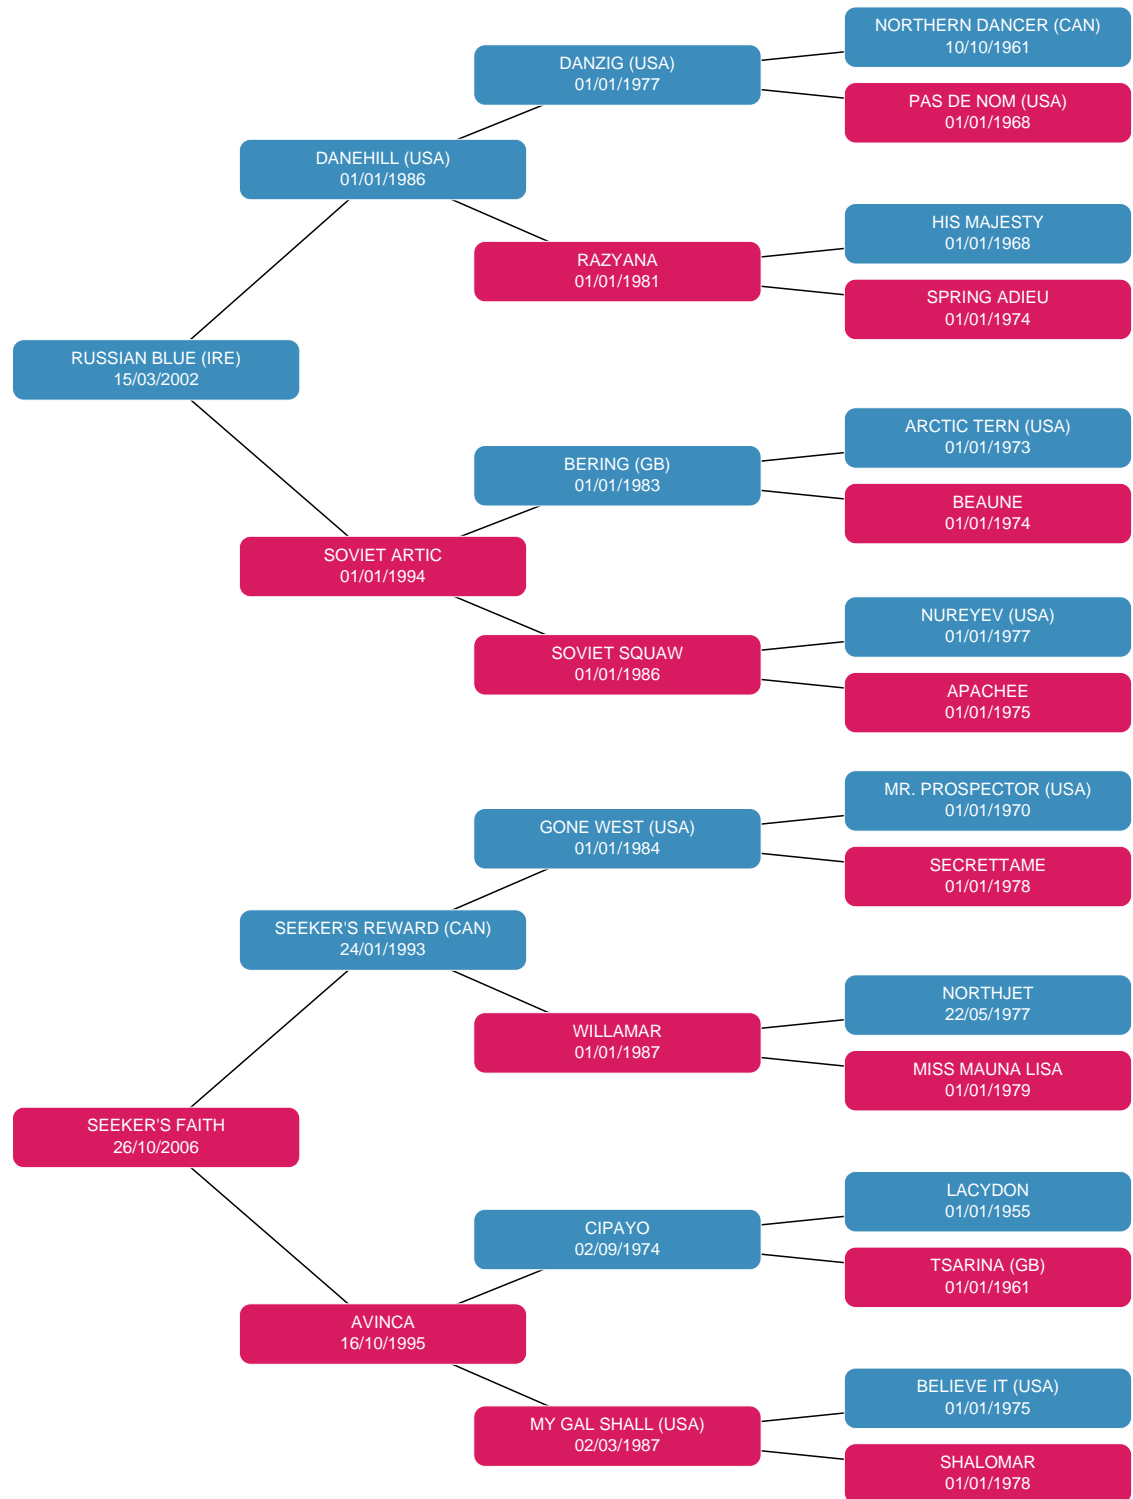 NORTHERN DANCER (CAN)
10/10/1961
DANZIG (USA)
01/01/1977
PAS DE NOM (USA)
01/01/1968
DANEHILL (USA)
01/01/1986
HIS MAJESTY
01/01/1968
RAZYANA
01/01/1981
SPRING ADIEU
01/01/1974
RUSSIAN BLUE (IRE)
15/03/2002
ARCTIC TERN (USA)
01/01/1973
BERING (GB)
01/01/1983
BEAUNE
01/01/1974
SOVIET ARTIC
01/01/1994
NUREYEV (USA)
01/01/1977
SOVIET SQUAW
01/01/1986
APACHEE
01/01/1975
MR. PROSPECTOR (USA)
01/01/1970
GONE WEST (USA)
01/01/1984
SECRETTAME
01/01/1978
SEEKER'S REWARD (CAN)
24/01/1993
NORTHJET
22/05/1977
WILLAMAR
01/01/1987
MISS MAUNA LISA
01/01/1979
SEEKER'S FAITH
26/10/2006
LACYDON
01/01/1955
CIPAYO
02/09/1974
TSARINA (GB)
01/01/1961
AVINCA
16/10/1995
BELIEVE IT (USA)
01/01/1975
MY GAL SHALL (USA)
02/03/1987
SHALOMAR
01/01/1978